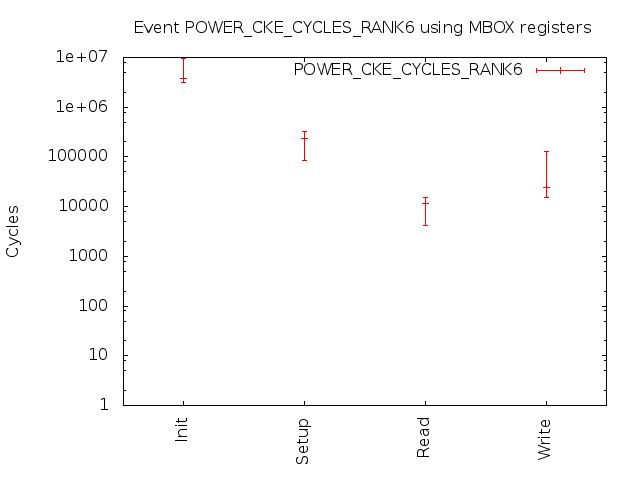 Event POWER_CKE_CYCLES_RANK6 using MBOX registers
POWER_CKE_CYCLES_RANK6
1e+07
1e+06
100000
10000
1000
100
10
1
Cycles
Init
Setup
Read
Write